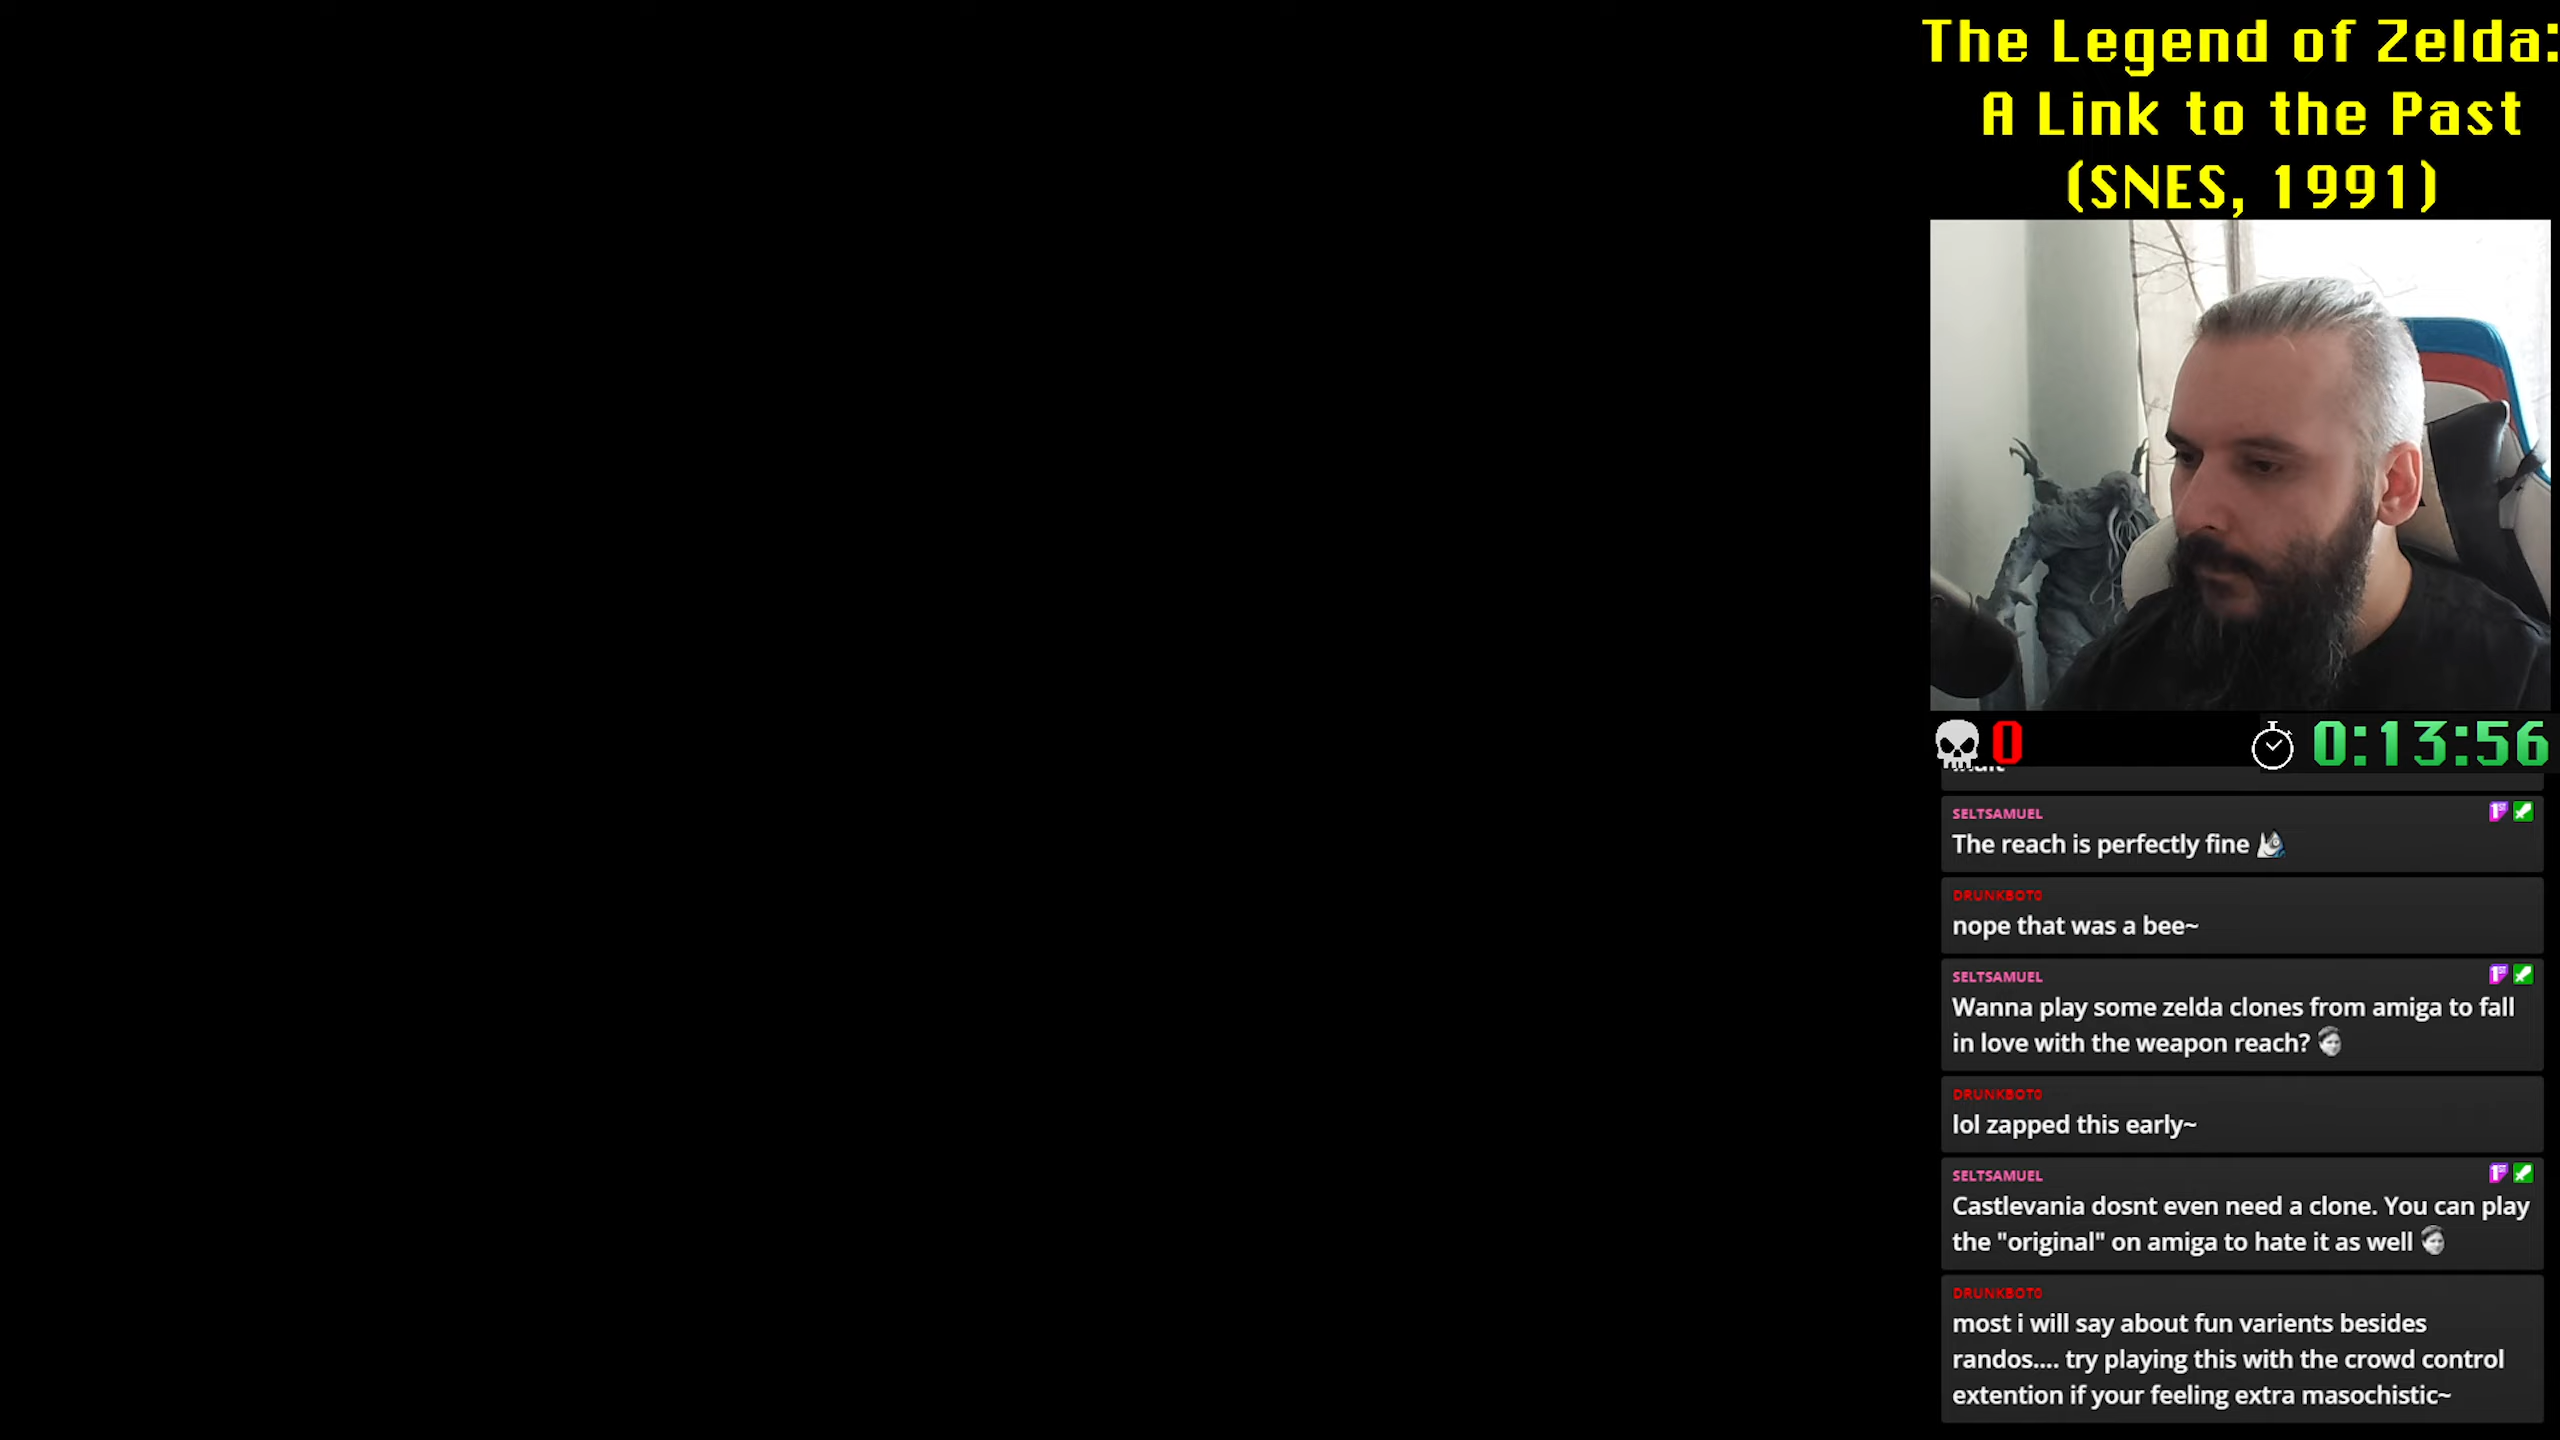 The Legend of Zelda:
A Link to the Past
(SNES, 1991)
0
0:13:56
SELTSAMUEL
The reach is perfectly fine
DRUNKBOT0
nope that was a bee~
SELTSAMUEL
Wanna play some zelda clones from amiga to fall
in love with the weapon reach?
DRUNKBOT0
lol zapped this early~
SELTSAMUEL
Castlevania dosnt even need a clone. You can play
the "original" on amiga to hate it as well
DRUNKBOT0
most i will say about fun varients besides
randos.... try playing this with the crowd control
extention if your feeling extra masochistic~